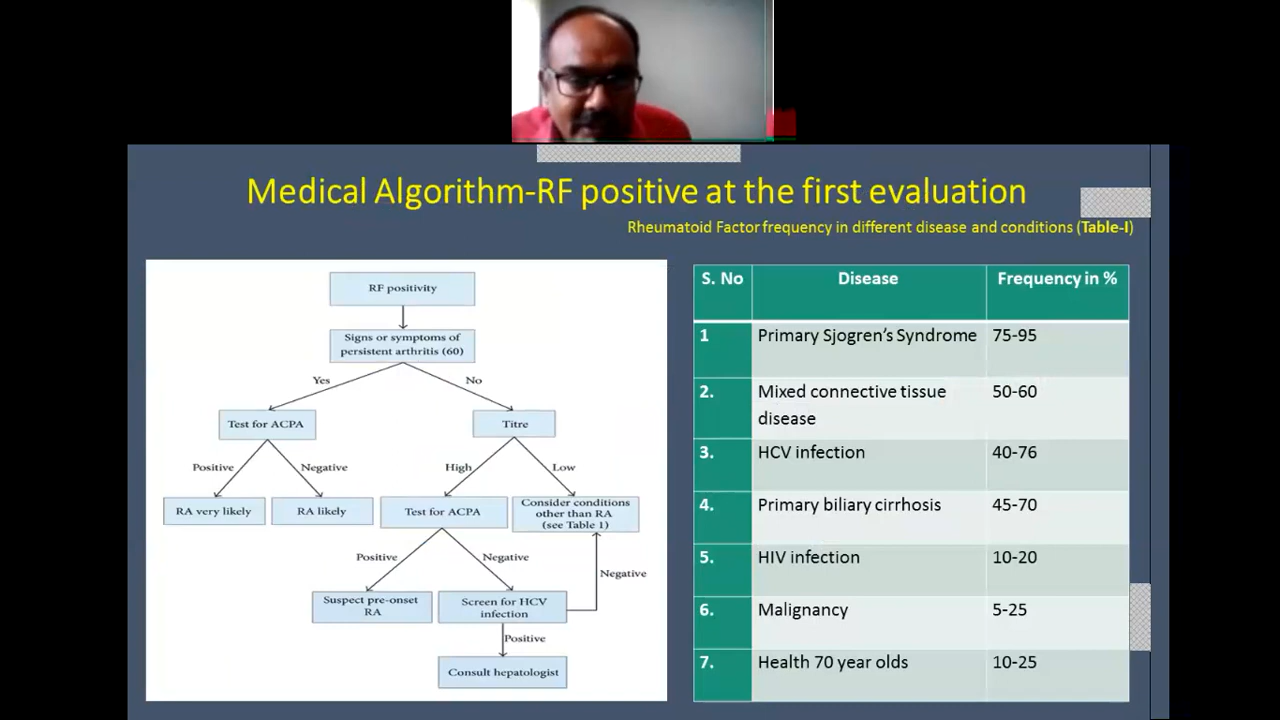 Medical Algorithm-RF positive at the first evaluation
Rheumatoid Factor frequency in different disease and conditions (Table-I)
RF positivity
Signs or symptoms of
persistent arthritis (60)
Yes
No
Test for ACPA
Titre
Positive
Negative
High
Low
RA very likely
RA likely
Test for ACPA
Consider conditions
other than RA
(see Table 1)
Positive
Negative
Negative
Suspect pre-onset
RA
Screen for HCV
infection
Positive
Consult hepatologist
S. No Disease Frequency in %
1 Primary Sjogren's Syndrome 75-95
2. Mixed connective tissue 50-60
disease
3. HCV infection 40-76
4. Primary biliary cirrhosis 45-70
5. HIV infection 10-20
6. Malignancy 5-25
7. Health 70 year olds 10-25